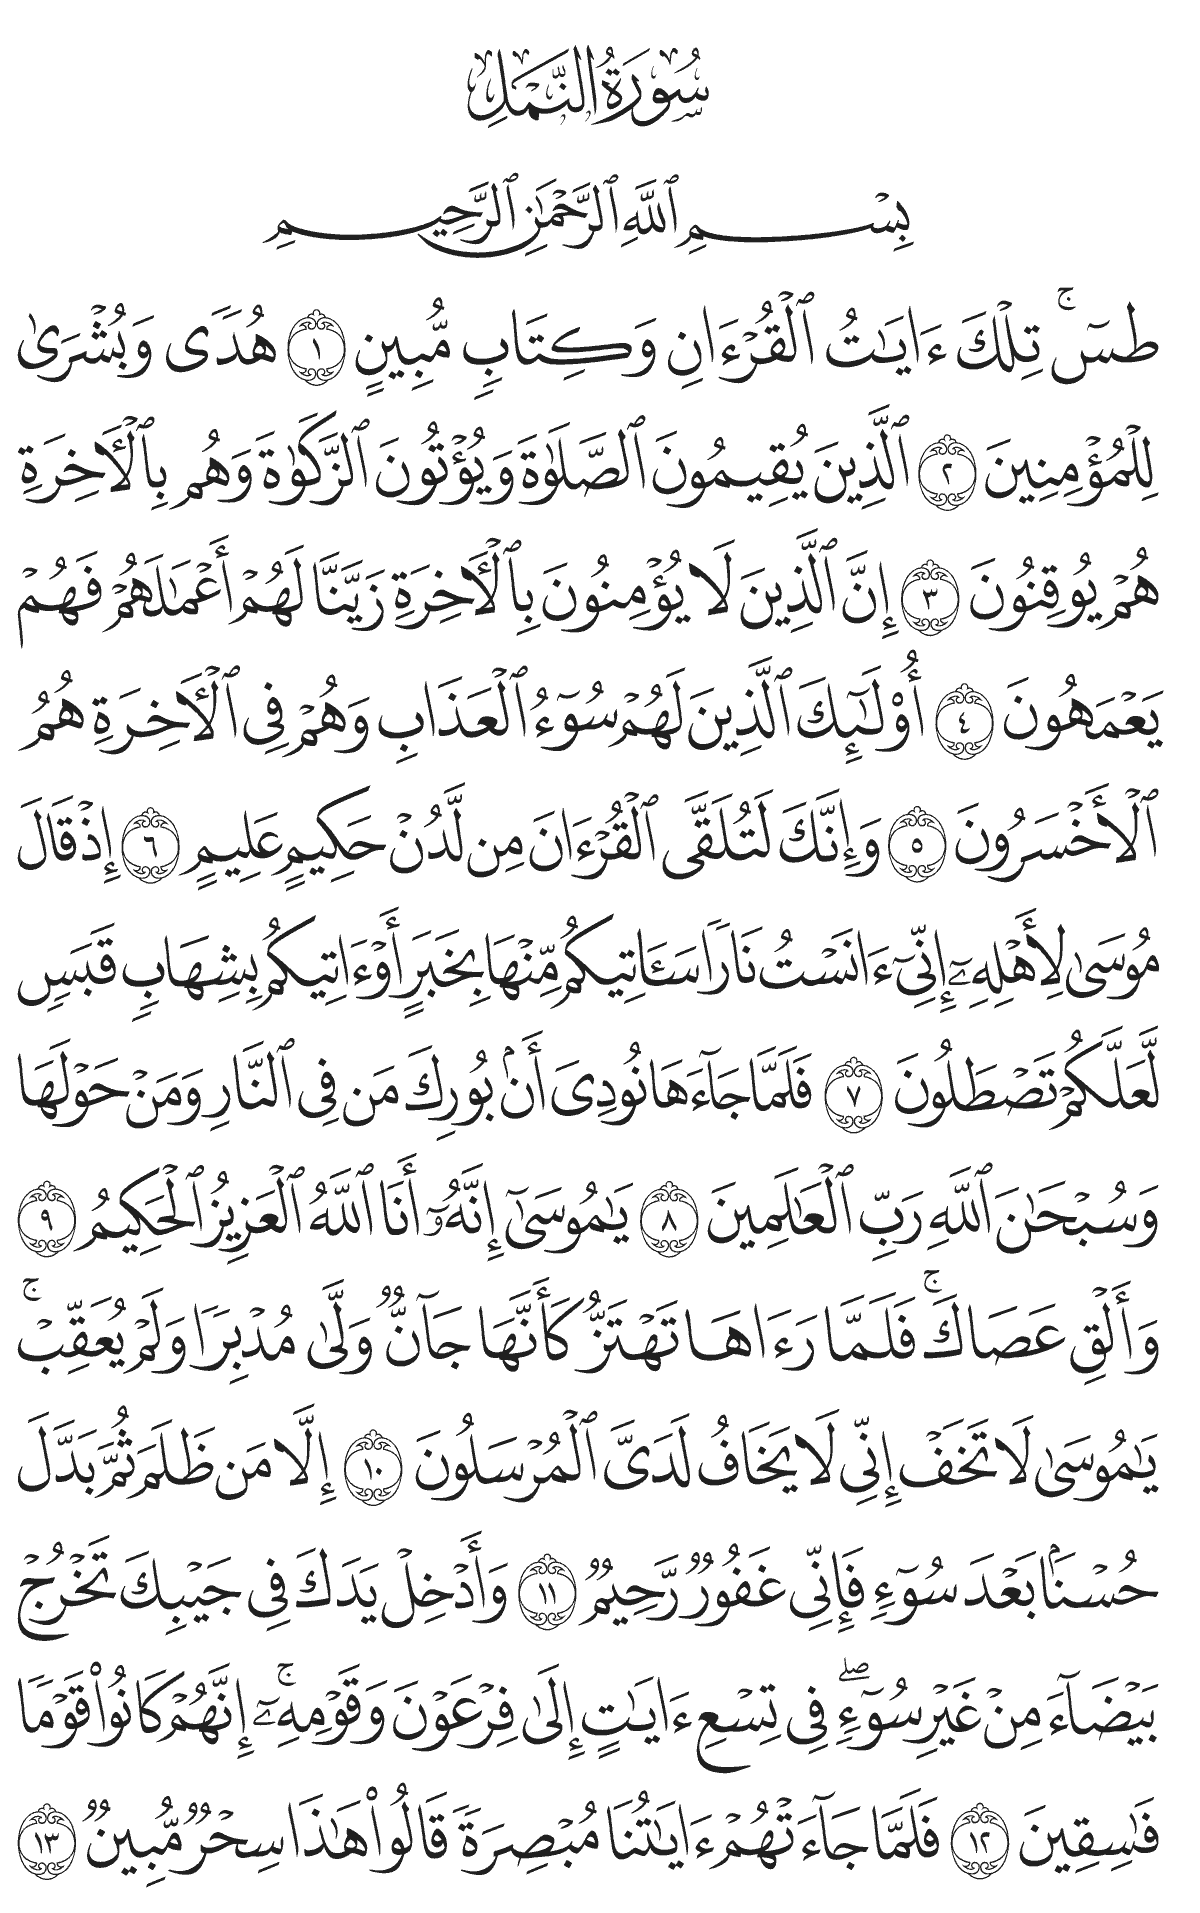 سُورَةُ النَّمْلِ
بِسْمِ ٱللَّهِ ٱلرَّحْمَٰنِ ٱلرَّحِيمِ
طسٓۚ تِلْكَ ءَايَٰتُ ٱلْقُرْءَانِ وَكِتَابٖ مُّبِينٍ ١ هُدٗى وَبُشْرَىٰ
لِلْمُؤْمِنِينَ ٢ ٱلَّذِينَ يُقِيمُونَ ٱلصَّلَوٰةَ وَيُؤْتُونَ ٱلزَّكَوٰةَ وَهُم بِٱلْأٓخِرَةِ
هُمْ يُوقِنُونَ ٣ إِنَّ ٱلَّذِينَ لَا يُؤْمِنُونَ بِٱلْأٓخِرَةِ زَيَّنَّا لَهُمْ أَعْمَٰلَهُمْ فَهُمْ
يَعْمَهُونَ ٤ أُوْلَٰٓئِكَ ٱلَّذِينَ لَهُمْ سُوٓءُ ٱلْعَذَابِ وَهُمْ فِي ٱلْأٓخِرَةِ هُمُ
ٱلْأَخْسَرُونَ ٥ وَإِنَّكَ لَتُلَقَّى ٱلْقُرْءَانَ مِن لَّدُنْ حَكِيمٍ عَلِيمٍ ٦ إِذْ قَالَ
مُوسَىٰ لِأَهْلِهِۦٓ إِنِّيٓ ءَانَسْتُ نَارٗا سَـَٔاتِيكُم مِّنْهَا بِخَبَرٍ أَوْ ءَاتِيكُم بِشِهَابٖ قَبَسٖ
لَّعَلَّكُمْ تَصْطَلُونَ ٧ فَلَمَّا جَآءَهَا نُودِيَ أَنۢ بُورِكَ مَن فِي ٱلنَّارِ وَمَنْ حَوْلَهَا
وَسُبْحَٰنَ ٱللَّهِ رَبِّ ٱلْعَٰلَمِينَ ٨ يَٰمُوسَىٰٓ إِنَّهُۥٓ أَنَا ٱللَّهُ ٱلْعَزِيزُ ٱلْحَكِيمُ ٩
وَأَلْقِ عَصَاكَۚ فَلَمَّا رَءَاهَا تَهْتَزُّ كَأَنَّهَا جَآنّٞ وَلَّىٰ مُدْبِرٗا وَلَمْ يُعَقِّبْۚ
يَٰمُوسَىٰ لَا تَخَفْ إِنِّي لَا يَخَافُ لَدَيَّ ٱلْمُرْسَلُونَ ١٠ إِلَّا مَن ظَلَمَ ثُمَّ بَدَّلَ
حُسْنَۢا بَعْدَ سُوٓءٖ فَإِنِّي غَفُورٞ رَّحِيمٞ ١١ وَأَدْخِلْ يَدَكَ فِي جَيْبِكَ تَخْرُجْ
بَيْضَآءَ مِنْ غَيْرِ سُوٓءٖۖ فِي تِسْعِ ءَايَٰتٍ إِلَىٰ فِرْعَوْنَ وَقَوْمِهِۦٓۚ إِنَّهُمْ كَانُواْ قَوْمٗا
فَٰسِقِينَ ١٢ فَلَمَّا جَآءَتْهُمْ ءَايَٰتُنَا مُبْصِرَةٗ قَالُواْ هَٰذَا سِحْرٞ مُّبِينٞ ١٣